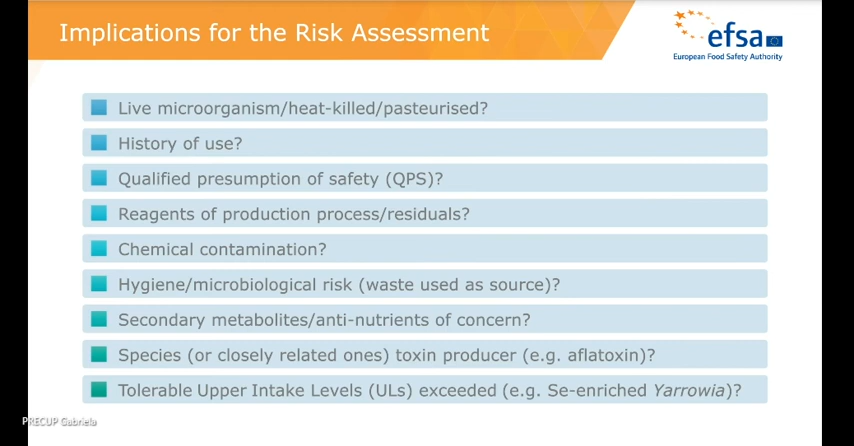 Implications for the Risk Assessment
efsa
European Food Safety Authority
Live microorganism/heat-killed/pasteurised?
History of use?
Qualified presumption of safety (QPS)?
Reagents of production process/residuals?
Chemical contamination?
Hygiene/microbiological risk (waste used as source)?
Secondary metabolites/anti-nutrients of concern?
Species (or closely related ones) toxin producer (e.g. aflatoxin)?
Tolerable Upper Intake Levels (ULs) exceeded (e.g. Se-enriched Yarrowia)?
PRECUP Gabriela